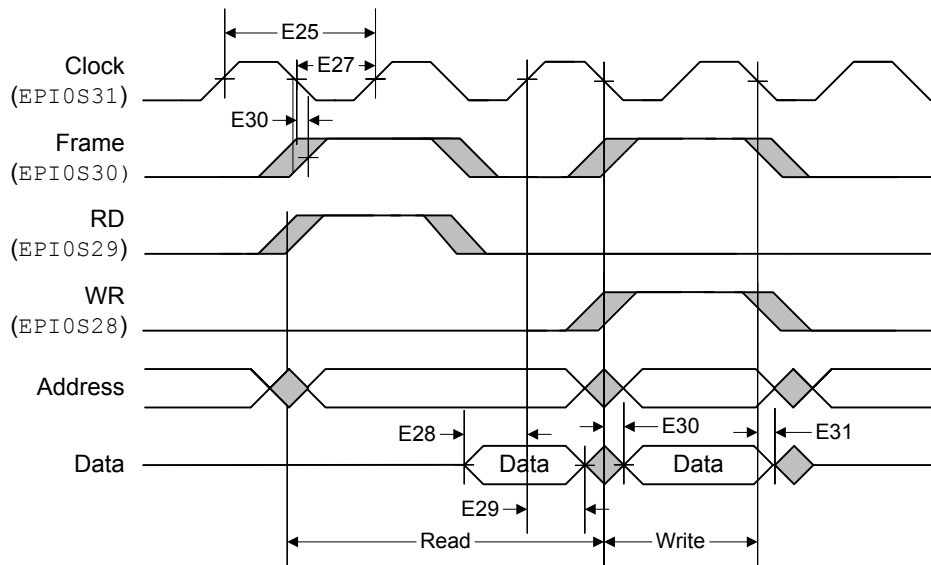 E25
E27
Clock
(EPI0S31)
E30
Frame
(EPI0S30)
RD
(EPI0S29)
WR
(EPI0S28)
Address
E28
E30
E31
Data
Data
Data
E29
Read
Write